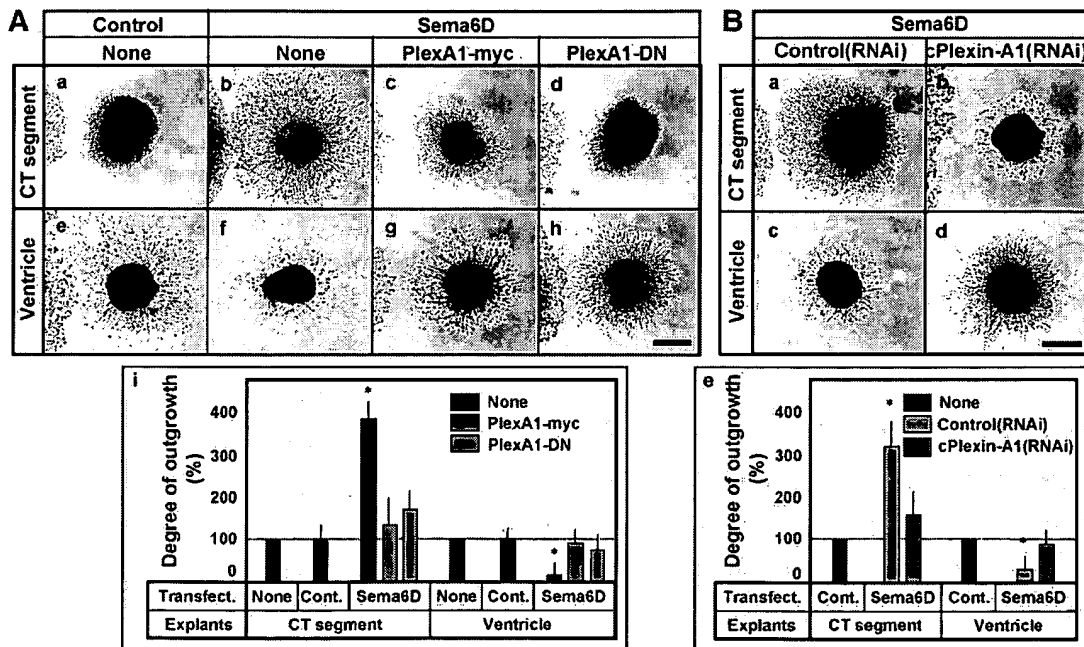 A
Control
Sema6D
None
None
PlexA1-myc
PlexA1-DN
CT segment
a
b
c
d
Ventricle
e
f
g
h
i
Degree of outgrowth
(%)
400
300
200
100
0
None
PlexA1-myc
PlexA1-DN
*
*
Transfect.
None
Cont.
Sema6D
None
Cont.
Sema6D
Explants
CT segment
Ventricle
B
Sema6D
Control(RNAi)
cPlexin-A1(RNAi)
CT segment
a
b
Ventricle
c
d
e
Degree of outgrowth
(%)
400
300
200
100
0
None
Control(RNAi)
cPlexin-A1(RNAi)
*
*
Transfect.
Cont.
Sema6D
Cont.
Sema6D
Explants
CT segment
Ventricle